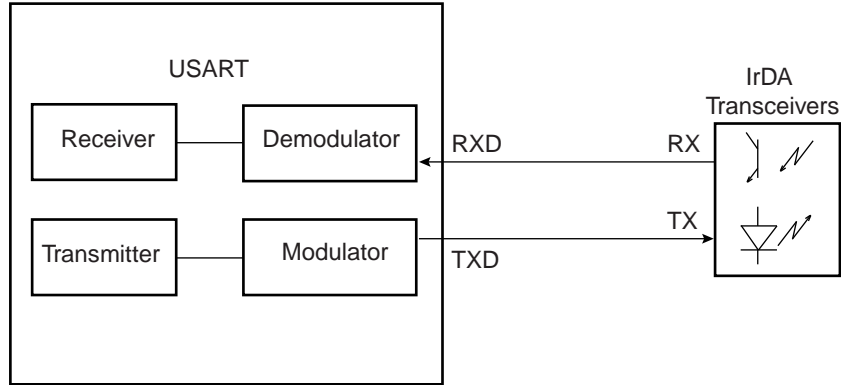 USART
IrDA
Transceivers
Receiver
Demodulator
RXD
RX
Transmitter
Modulator
TXD
TX